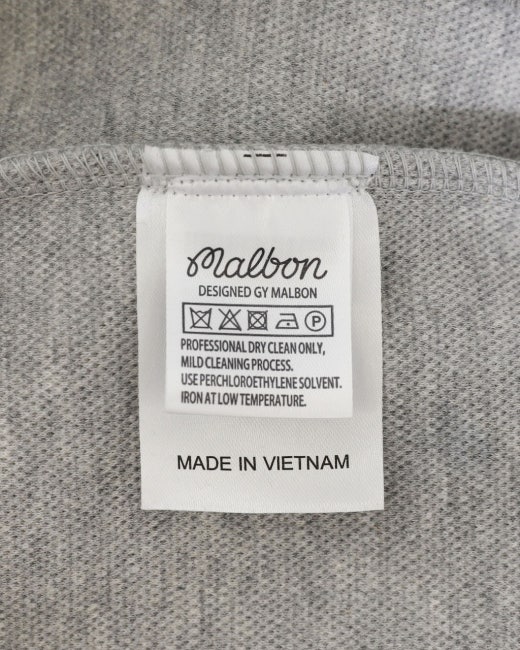 Malbon
DESIGNED GY MALBON
P
PROFESSIONAL DRY CLEAN ONLY,
MILD CLEANING PROCESS.
USE PERCHLOROETHYLENE SOLVENT.
IRON AT LOW TEMPERATURE.
MADE IN VIETNAM